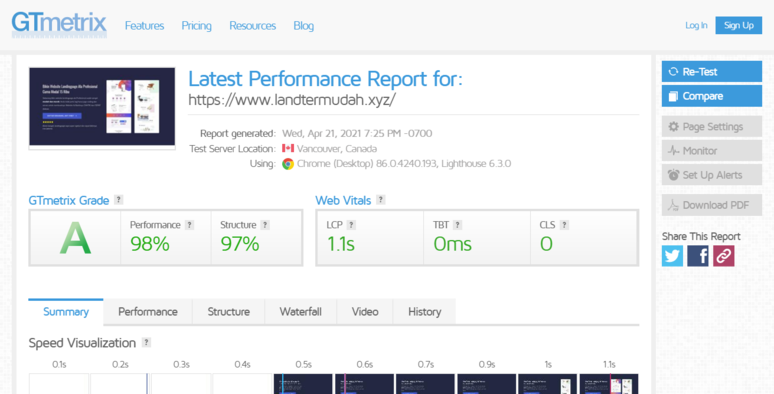 GTmetrix
Features Pricing Resources Blog
Log In Sign Up
Latest Performance Report for:
https://www.landtermudah.xyz/
Report generated: Wed, Apr 21, 2021 7:25 PM -0700
Test Server Location: Vancouver, Canada
Using: Chrome (Desktop) 86.0.4240.193, Lighthouse 6.3.0
Re-Test
Compare
Page Settings
Monitor
Set Up Alerts
Download PDF
Share This Report
GTmetrix Grade ?
A
Performance ?
98%
Structure ?
97%
Web Vitals ?
LCP ?
1.1s
TBT ?
0ms
CLS ?
0
Summary Performance Structure Waterfall Video History
Speed Visualization ?
0.1s 0.2s 0.3s 0.4s 0.5s 0.6s 0.7s 0.9s 1s 1.1s